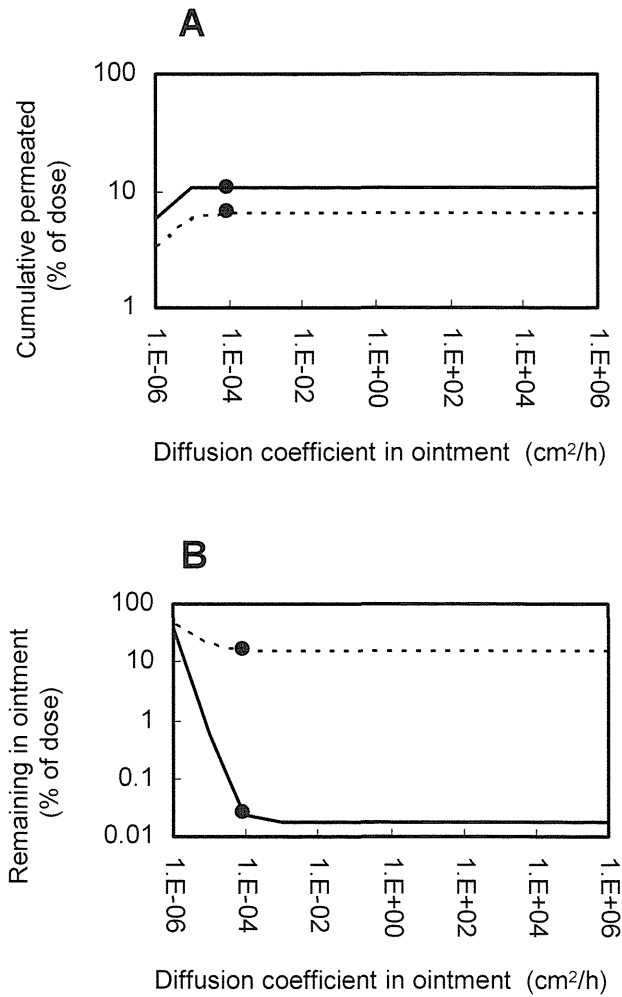 A
100
10
1
Cumulative permeated
(% of dose)
1.E-06
1.E-04
1.E-02
1.E+00
1.E+02
1.E+04
1.E+06
Diffusion coefficient in ointment (cm²/h)
B
100
10
1
0.1
0.01
Remaining in ointment
(% of dose)
1.E-06
1.E-04
1.E-02
1.E+00
1.E+02
1.E+04
1.E+06
Diffusion coefficient in ointment (cm²/h)